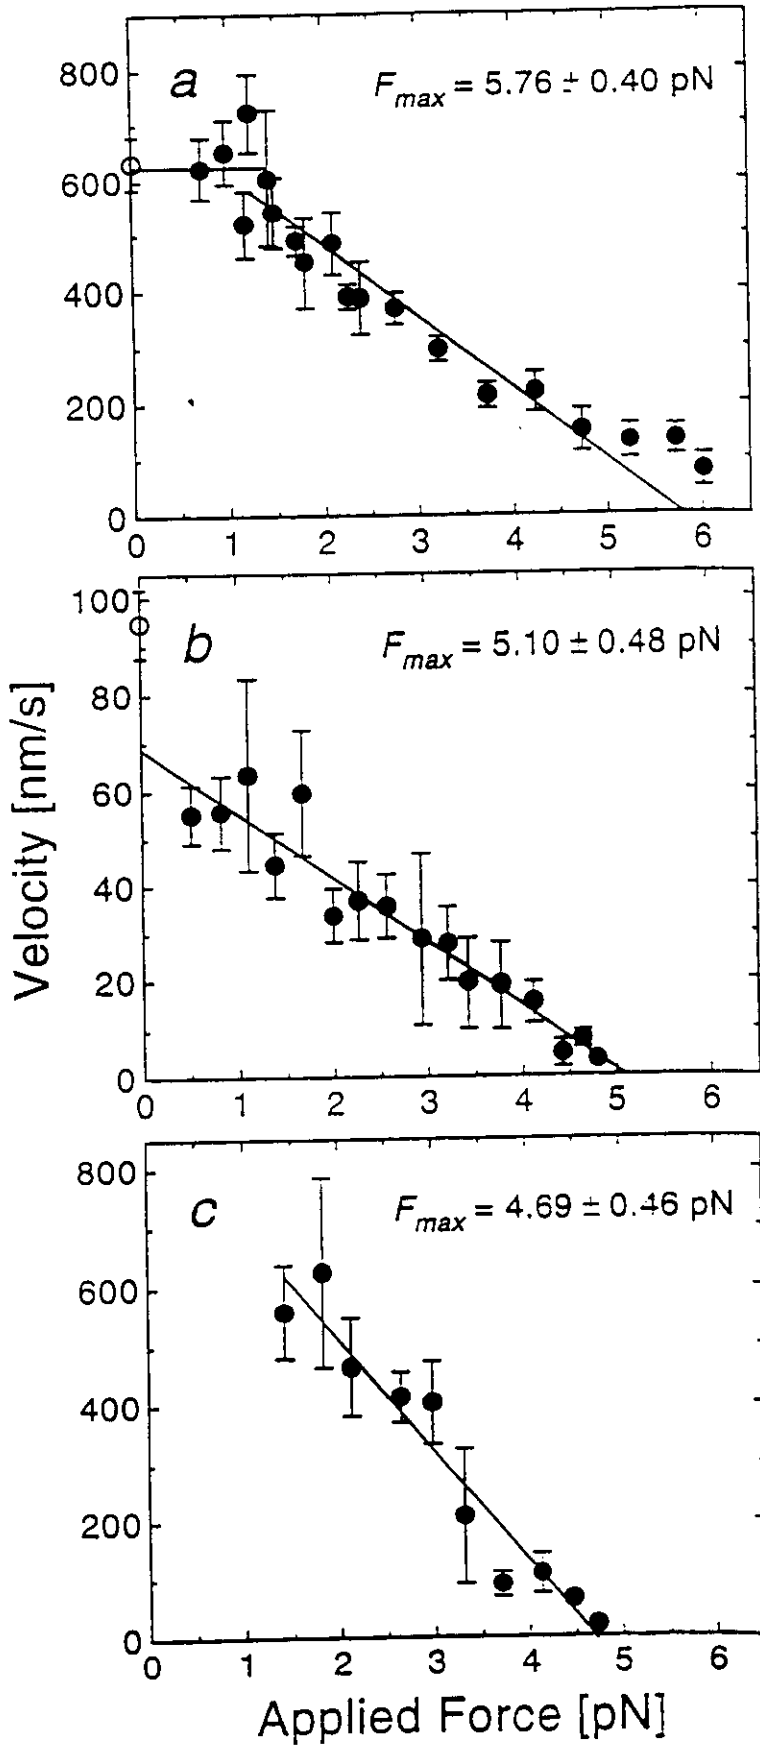 800
a
F_max = 5.76 ± 0.40 pN
600
400
200
0
0 1 2 3 4 5 6
100
b
F_max = 5.10 ± 0.48 pN
80
60
40
20
0
0 1 2 3 4 5 6
Velocity [nm/s]
800
c
F_max = 4.69 ± 0.46 pN
600
400
200
0
0 1 2 3 4 5 6
Applied Force [pN]